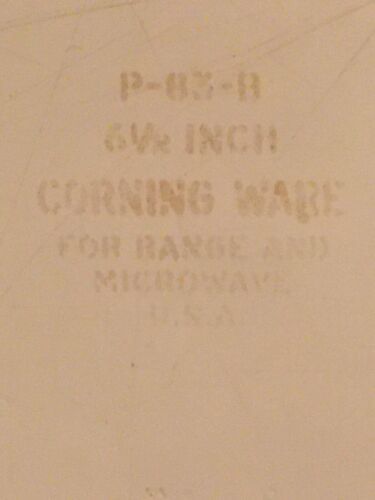 P-83-B
6½ INCH
CORNING WARE
FOR RANGE AND
MICROWAVE
U.S.A